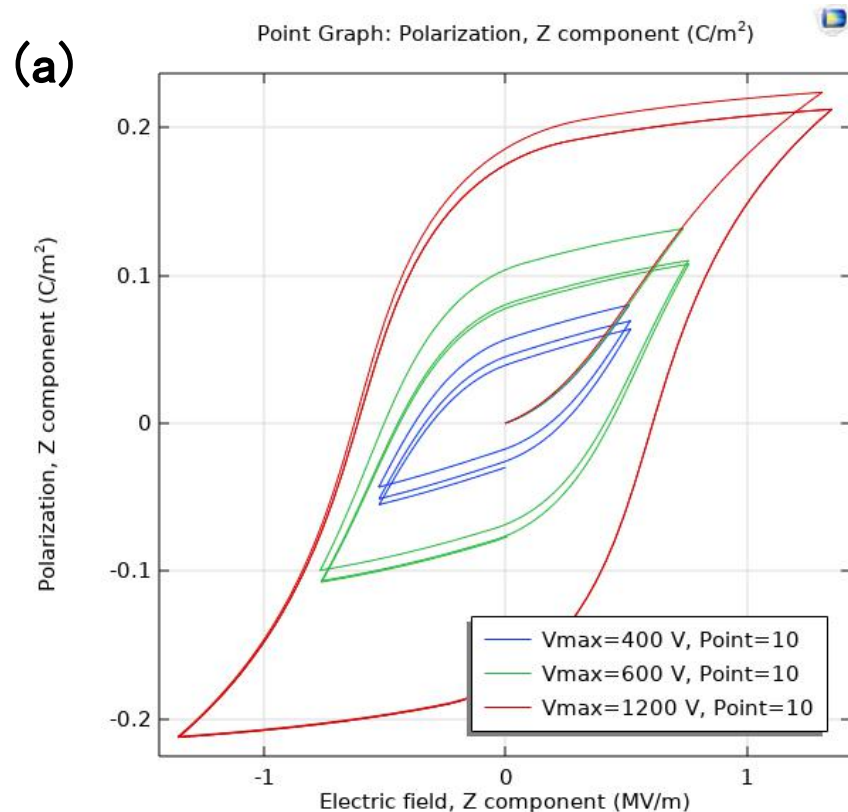 Point Graph: Polarization, Z component (C/m²)
(a)
0.2
0.1
0
-0.1
-0.2
Polarization, Z component (C/m²)
Vmax=400 V, Point=10
Vmax=600 V, Point=10
Vmax=1200 V, Point=10
-1
0
1
Electric field, Z component (MV/m)